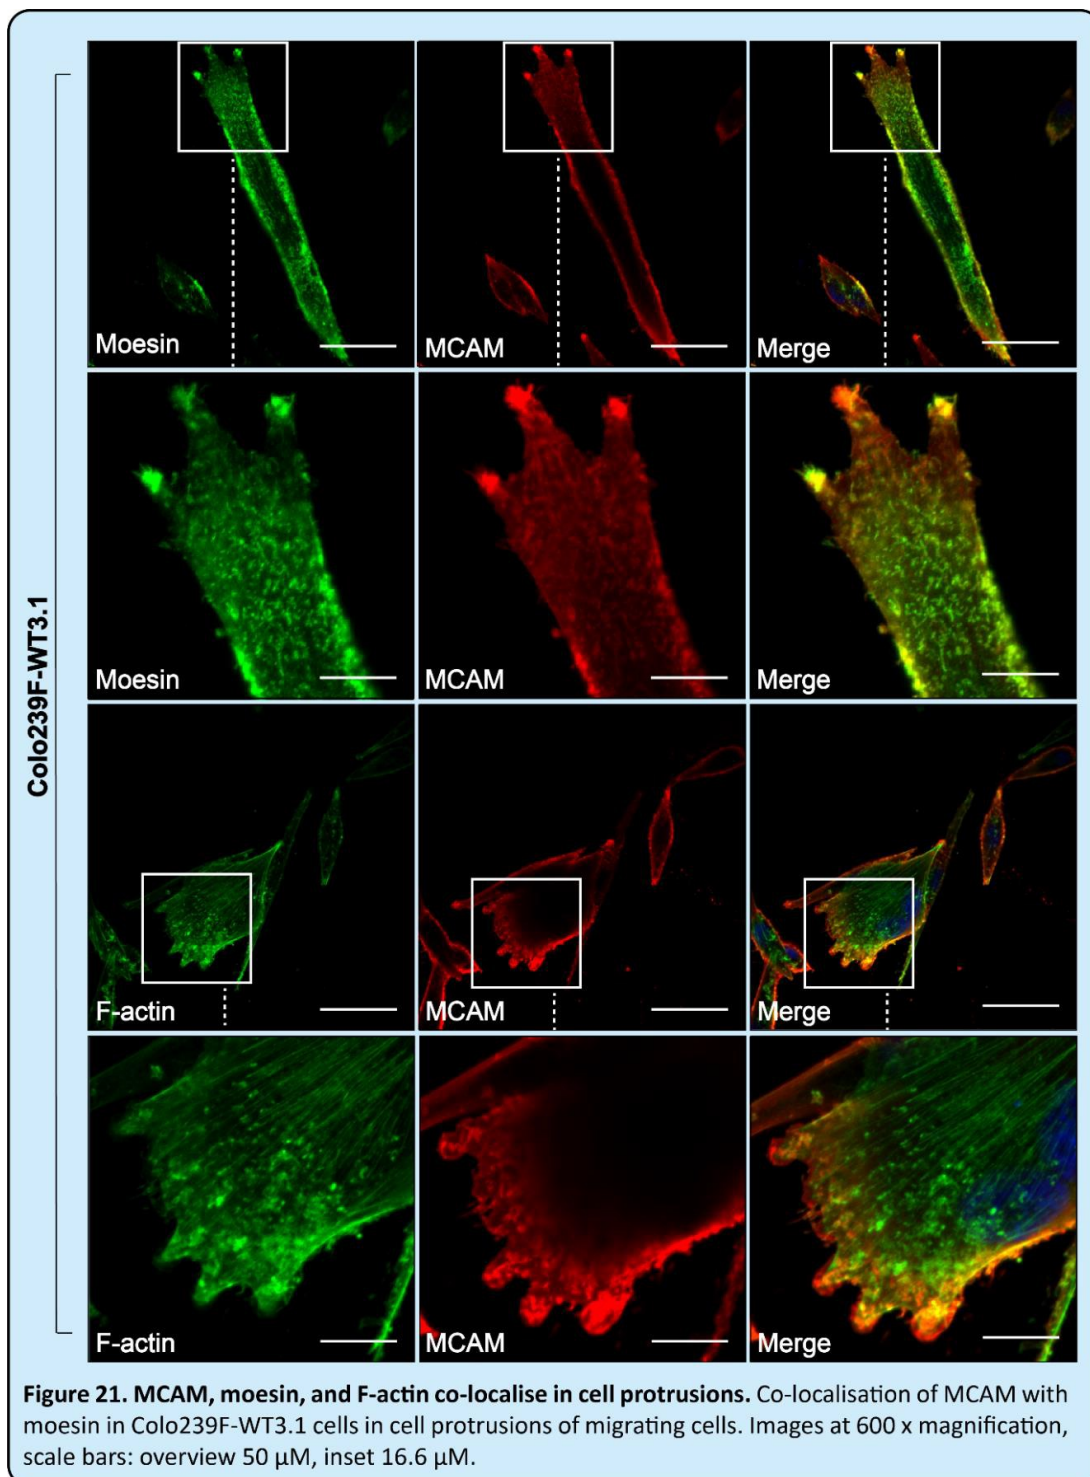 Colo239F-WT3.1
Moesin MCAM Merge
Moesin MCAM Merge
F-actin MCAM Merge
F-actin MCAM Merge
Figure 21. MCAM, moesin, and F-actin co-localise in cell protrusions. Co-localisation of MCAM with
moesin in Colo239F-WT3.1 cells in cell protrusions of migrating cells. Images at 600 x magnification,
scale bars: overview 50 µM, inset 16.6 µM.